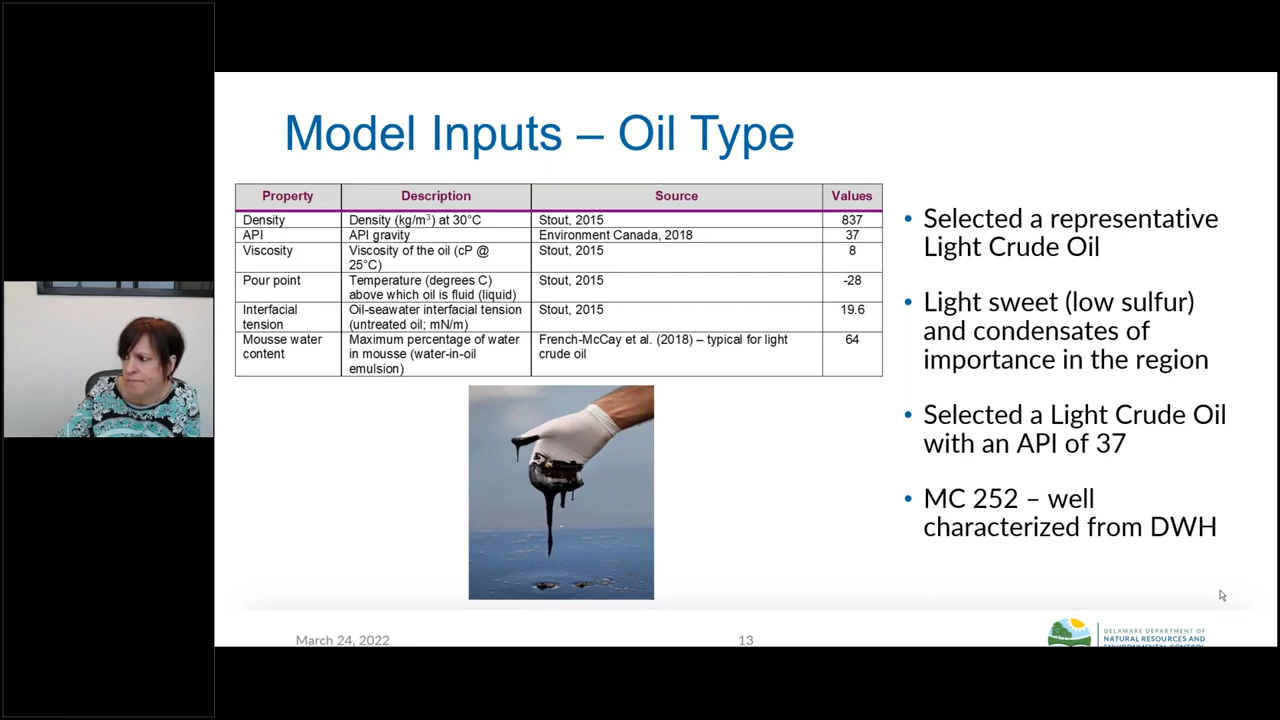 Model Inputs – Oil Type
Property Description Source Values
Density Density (kg/m³) at 30°C Stout, 2015 837
API API gravity Environment Canada, 2018 37
Viscosity Viscosity of the oil (cP @ Stout, 2015 8
25°C)
Pour point Temperature (degrees C) Stout, 2015 -28
above which oil is fluid (liquid)
Interfacial Oil-seawater interfacial tension Stout, 2015 19.6
tension (untreated oil; mN/m)
Mousse water Maximum percentage of water French-McCay et al. (2018) – typical for light 64
content in mousse (water-in-oil crude oil
emulsion)
• Selected a representative
Light Crude Oil
• Light sweet (low sulfur)
and condensates of
importance in the region
• Selected a Light Crude Oil
with an API of 37
• MC 252 – well
characterized from DWH
March 24, 2022
13
DELAWARE DEPARTMENT OF
NATURAL RESOURCES AND
ENVIRONMENTAL CONTROL